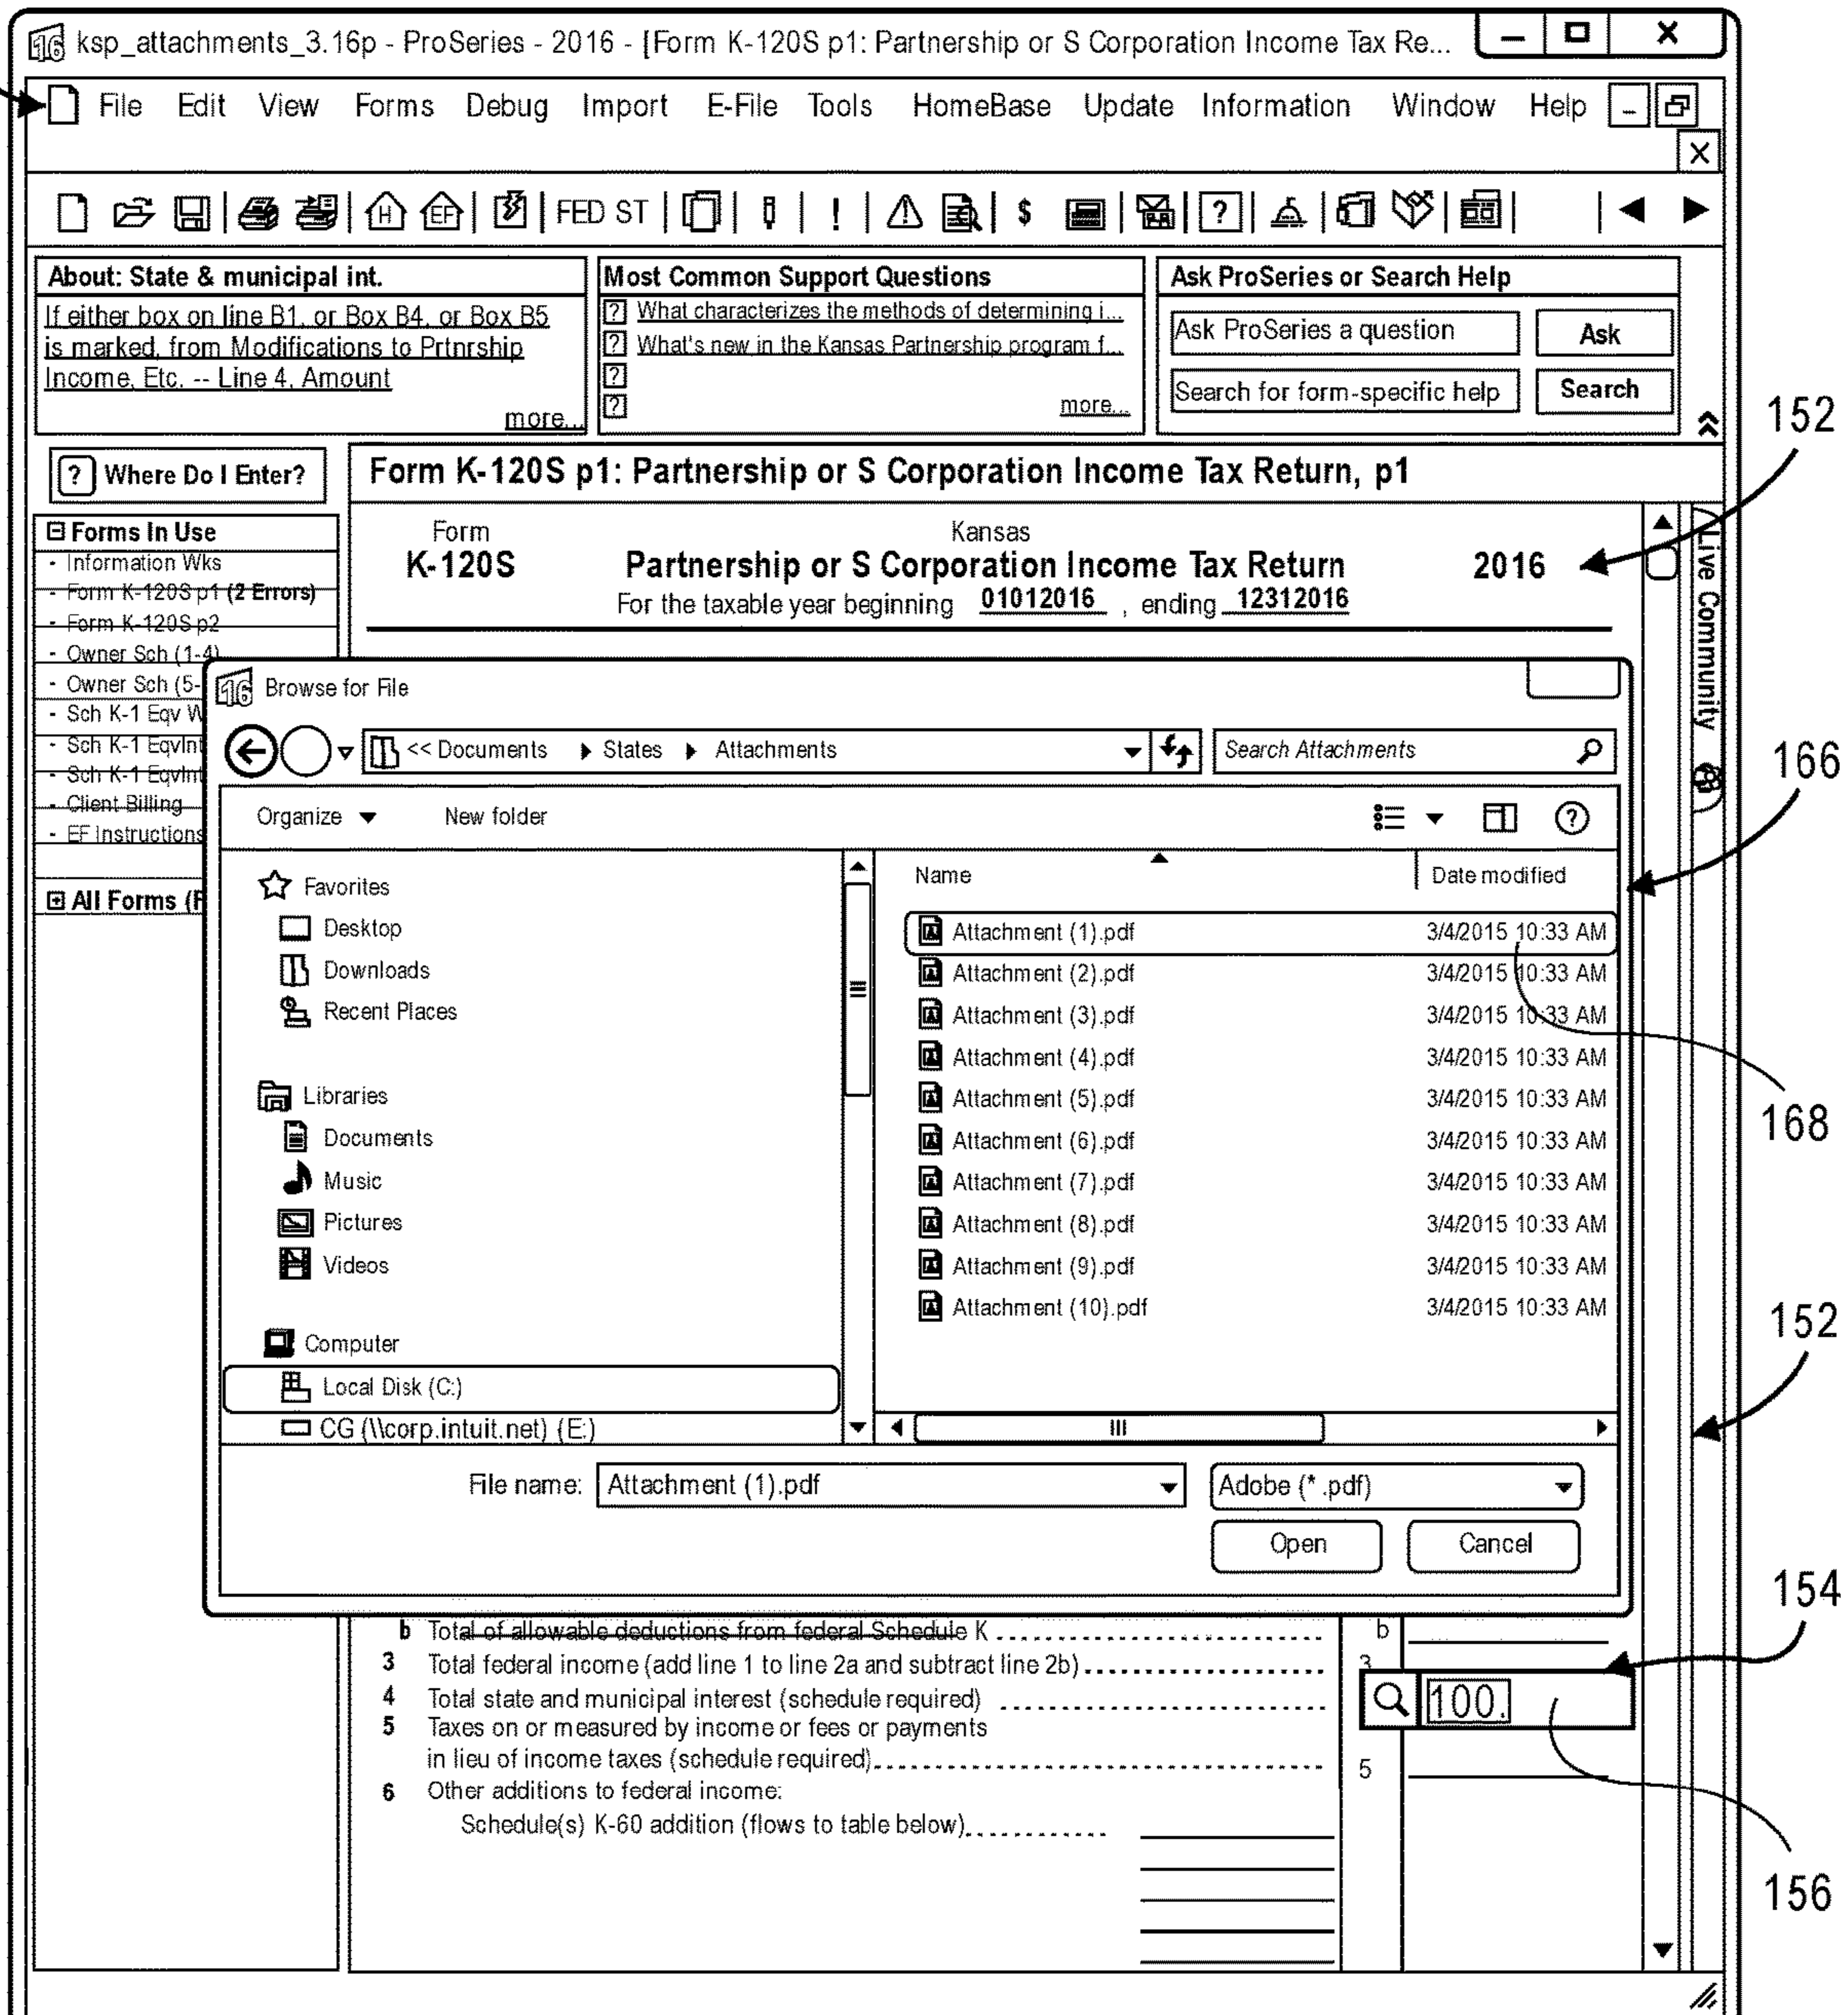 16 ksp_attachments_3.16p - ProSeries - 2016 - [Form K-120S p1: Partnership or S Corporation Income Tax Re...
File Edit View Forms Debug Import E-File Tools HomeBase Update Information Window Help
H EF FED ST ! $ ?
About: State & municipal int.
If either box on line B1, or Box B4, or Box B5
is marked, from Modifications to Prtnrship
Income, Etc. -- Line 4, Amount
more...
Most Common Support Questions
? What characterizes the methods of determining i...
? What's new in the Kansas Partnership program f...
?
? more...
Ask ProSeries or Search Help
Ask ProSeries a question Ask
Search for form-specific help Search
152
? Where Do I Enter?
Form K-120S p1: Partnership or S Corporation Income Tax Return, p1
Forms In Use
- Information Wks
- Form K-120S p1 (2 Errors)
- Form K-120S p2
- Owner Sch (1-4)
- Owner Sch (5-
- Sch K-1 Eqv W
- Sch K-1 EqvInt
- Sch K-1 EqvInt
- Client Billing
- EF Instructions
All Forms (F
Form Kansas
K-120S Partnership or S Corporation Income Tax Return 2016
For the taxable year beginning 01012016 , ending 12312016
Live Community
16 Browse for File
<< Documents States Attachments Search Attachments
166
Organize New folder ?
Favorites
Desktop
Downloads
Recent Places
Libraries
Documents
Music
Pictures
Videos
Computer
Local Disk (C:)
CG (\\corp.intuit.net) (E:)
Name Date modified
Attachment (1).pdf 3/4/2015 10:33 AM
Attachment (2).pdf 3/4/2015 10:33 AM
Attachment (3).pdf 3/4/2015 10:33 AM
Attachment (4).pdf 3/4/2015 10:33 AM
Attachment (5).pdf 3/4/2015 10:33 AM
Attachment (6).pdf 3/4/2015 10:33 AM
Attachment (7).pdf 3/4/2015 10:33 AM
Attachment (8).pdf 3/4/2015 10:33 AM
Attachment (9).pdf 3/4/2015 10:33 AM
Attachment (10).pdf 3/4/2015 10:33 AM
168
152
File name: Attachment (1).pdf Adobe (*.pdf)
Open Cancel
154
b Total of allowable deductions from federal Schedule K b
3 Total federal income (add line 1 to line 2a and subtract line 2b) 3
4 Total state and municipal interest (schedule required) 100.
5 Taxes on or measured by income or fees or payments
in lieu of income taxes (schedule required) 5
6 Other additions to federal income:
Schedule(s) K-60 addition (flows to table below)
156